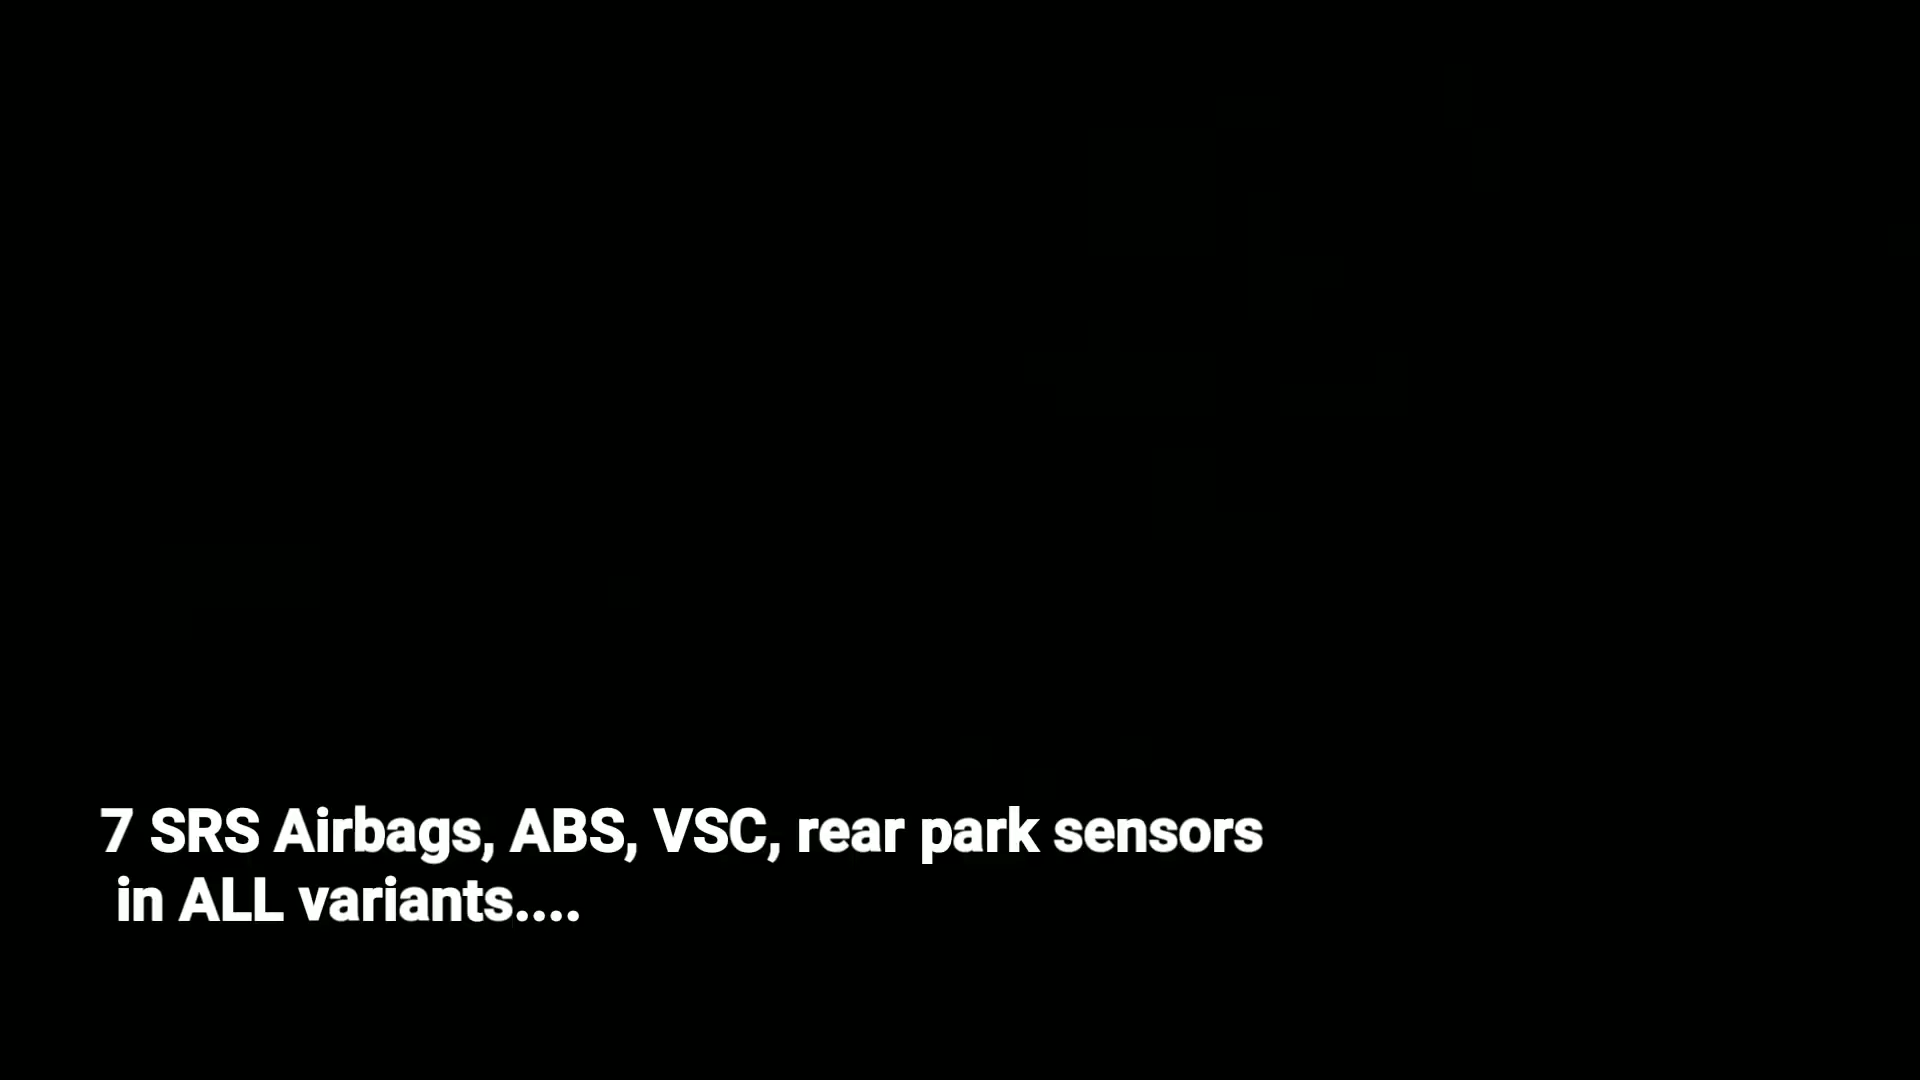 7 SRS Airbags, ABS, VSC, rear park sensors
in ALL variants....